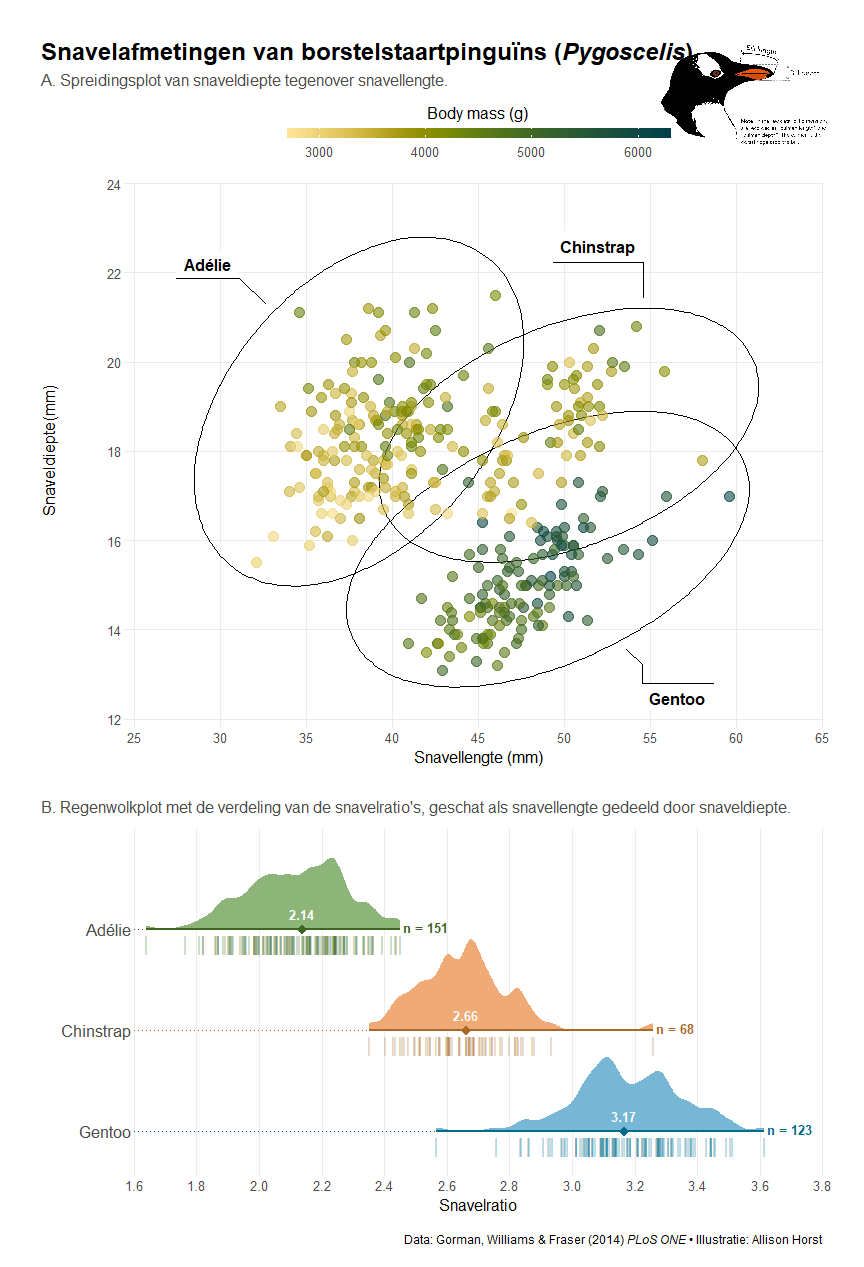 Snavelafmetingen van borstelstaartpinguïns (Pygoscelis)
A. Spreidingsplot van snaveldiepte tegenover snavellengte.
Body mass (g)
3000 4000 5000 6000
24
22
20
18
16
14
12
Snaveldiepte (mm)
Adélie
Chinstrap
Gentoo
25 30 35 40 45 50 55 60 65
Snavellengte (mm)
B. Regenwolkplot met de verdeling van de snavelratio's, geschat als snavellengte gedeeld door snaveldiepte.
2.14
Adélie
n = 151
2.66
Chinstrap
n = 68
3.17
Gentoo
n = 123
1.6 1.8 2.0 2.2 2.4 2.6 2.8 3.0 3.2 3.4 3.6 3.8
Snavelratio
Data: Gorman, Williams & Fraser (2014) PLoS ONE • Illustratie: Allison Horst